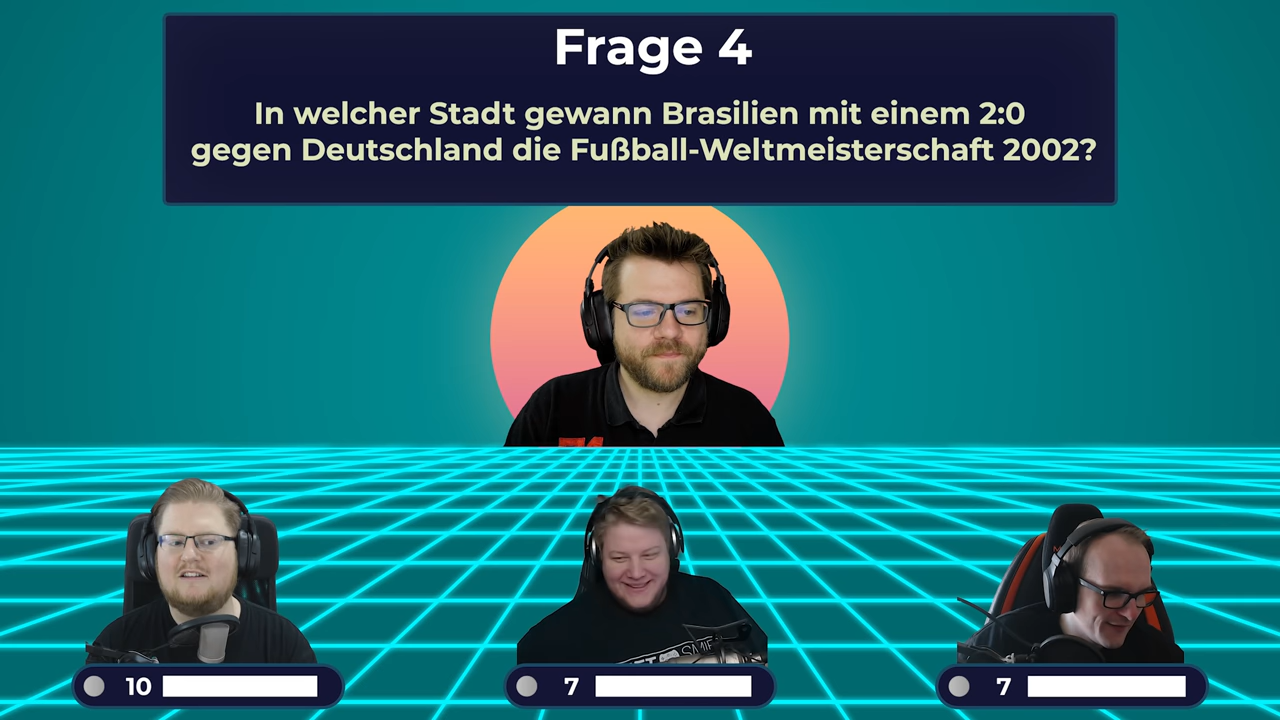 Frage 4
In welcher Stadt gewann Brasilien mit einem 2:0
gegen Deutschland die Fußball-Weltmeisterschaft 2002?
10
7
7